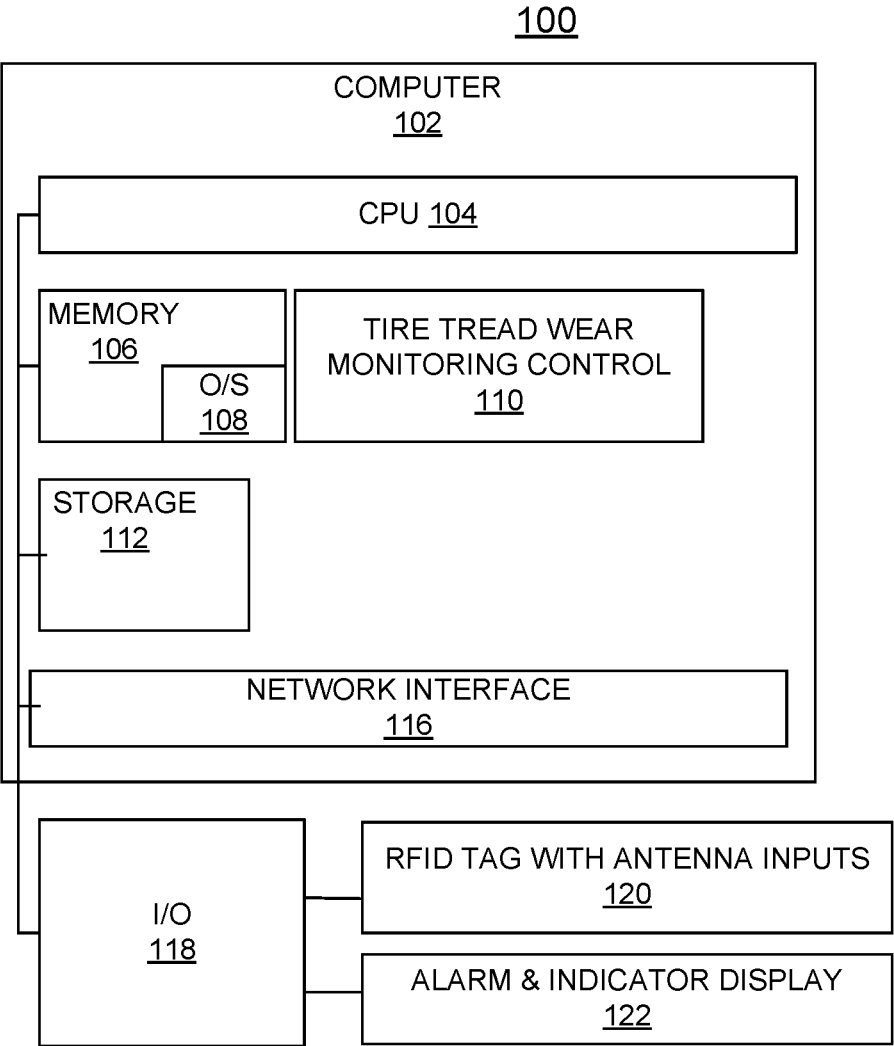 100
COMPUTER
102
CPU 104
MEMORY
106
O/S
108
TIRE TREAD WEAR
MONITORING CONTROL
110
STORAGE
112
NETWORK INTERFACE
116
I/O
118
RFID TAG WITH ANTENNA INPUTS
120
ALARM & INDICATOR DISPLAY
122